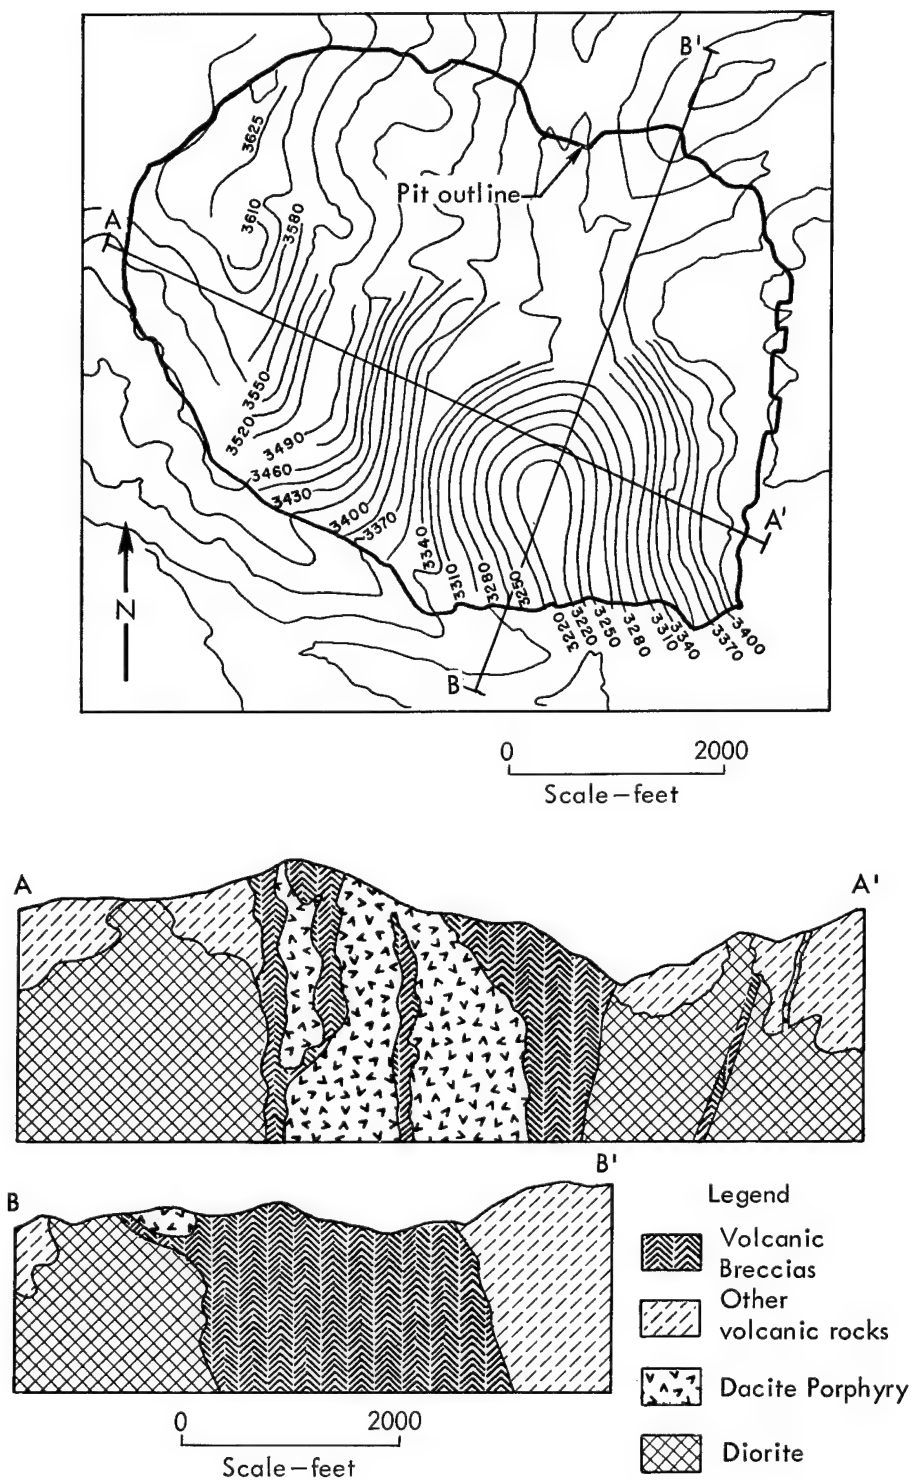 B'
3625
Pit outline
3610
3580
A
3550
3520
3490
3460
3430
3400
3370
3340
3310
3280
3250
A'
N
3220
3220
3250
3280
3310
3340
3370
3400
B
0 2000
Scale—feet
A A'
B B'
Legend
Volcanic
Breccias
Other
volcanic rocks
Dacite Porphyry
Diorite
0 2000
Scale—feet